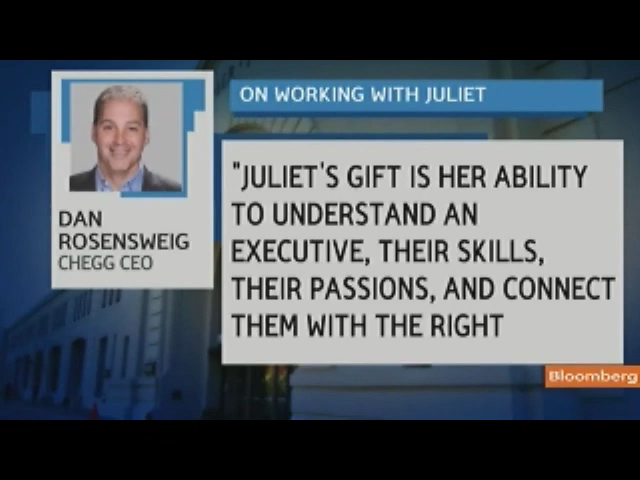 ON WORKING WITH JULIET
DAN
ROSENSWEIG
CHEGG CEO
"JULIET'S GIFT IS HER ABILITY
TO UNDERSTAND AN
EXECUTIVE, THEIR SKILLS,
THEIR PASSIONS, AND CONNECT
THEM WITH THE RIGHT
Bloomberg